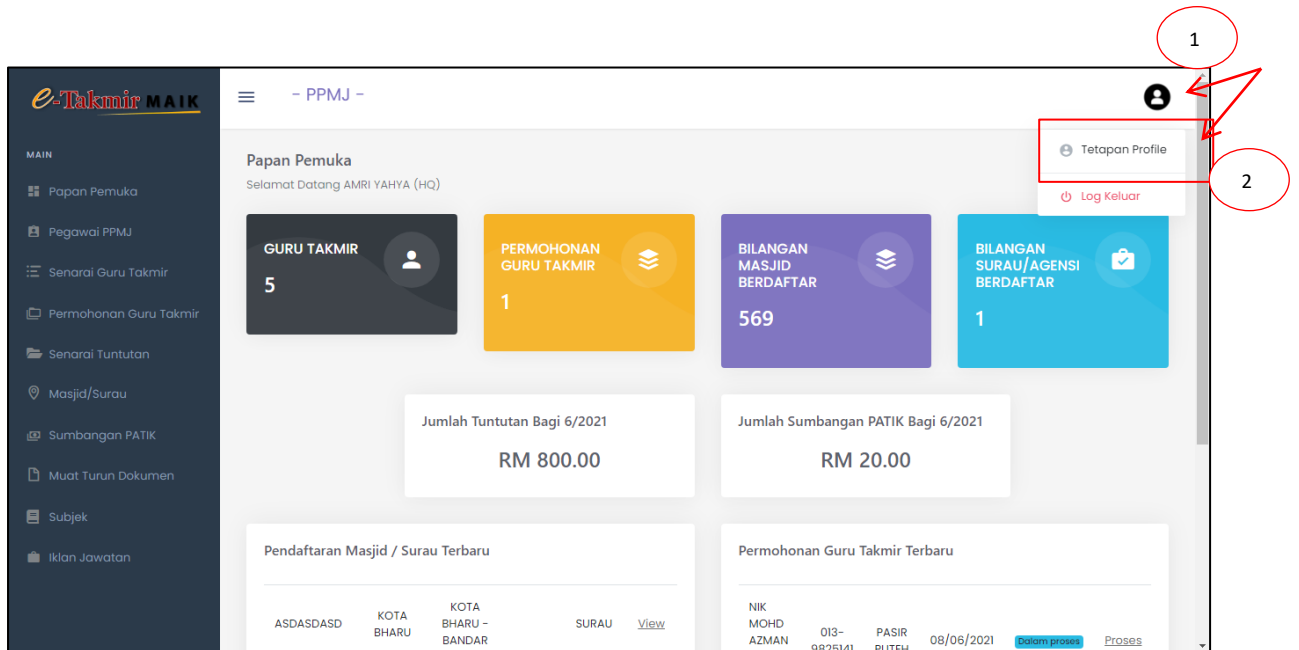 1
e-Takmir MAIK
- PPMJ -
MAIN
Papan Pemuka
Pegawai PPMJ
Senarai Guru Takmir
Permohonan Guru Takmir
Senarai Tuntutan
Masjid/Surau
Sumbangan PATIK
Muat Turun Dokumen
Subjek
Iklan Jawatan
Tetapan Profile
2
Log Keluar
Papan Pemuka
Selamat Datang AMRI YAHYA (HQ)
GURU TAKMIR
5
PERMOHONAN
GURU TAKMIR
1
BILANGAN
MASJID
BERDAFTAR
569
BILANGAN
SURAU/AGENSI
BERDAFTAR
1
Jumlah Tuntutan Bagi 6/2021
RM 800.00
Jumlah Sumbangan PATIK Bagi 6/2021
RM 20.00
Pendaftaran Masjid / Surau Terbaru
ASDASDASD
KOTA
BHARU
KOTA
BHARU -
BANDAR
SURAU
View
Permohonan Guru Takmir Terbaru
NIK
MOHD
AZMAN
013-
9825141
PASIR
PUTEH
08/06/2021
Dalam proses
Proses